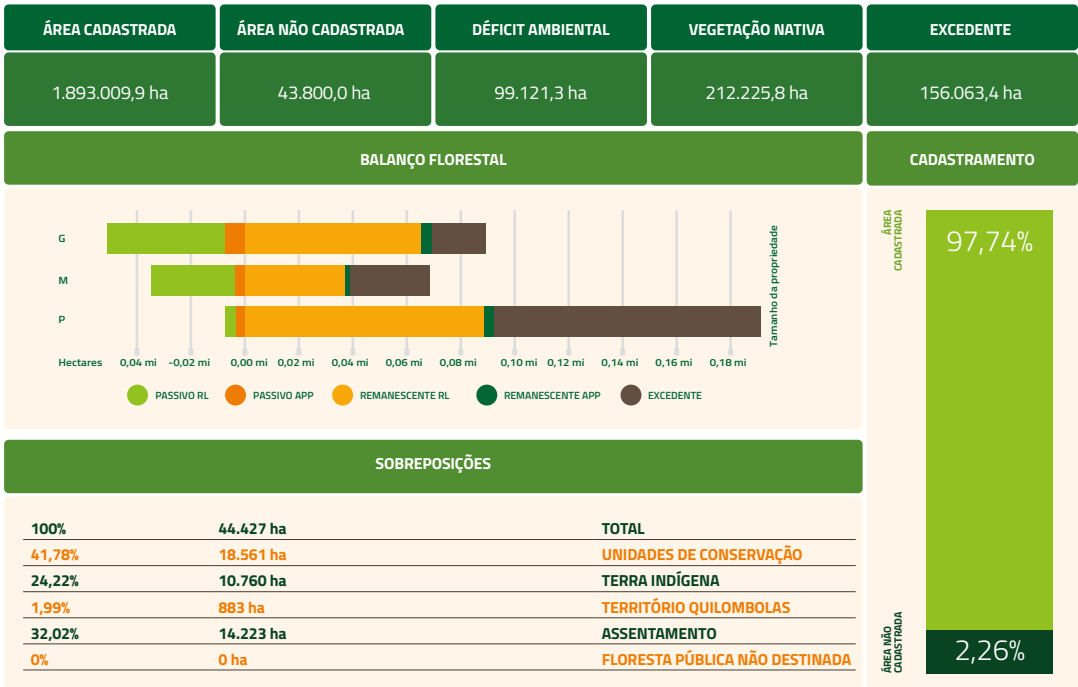 ÁREA CADASTRADA
ÁREA NÃO CADASTRADA
DÉFICIT AMBIENTAL
VEGETAÇÃO NATIVA
EXCEDENTE
1.893.009,9 ha
43.800,0 ha
99.121,3 ha
212.225,8 ha
156.063,4 ha
BALANÇO FLORESTAL
CADASTRAMENTO
G
M
P
Tamanho da propriedade
Hectares 0,04 mi -0,02 mi 0,00 mi 0,02 mi 0,04 mi 0,06 mi 0,08 mi 0,10 mi 0,12 mi 0,14 mi 0,16 mi 0,18 mi
PASSIVO RL
PASSIVO APP
REMANESCENTE RL
REMANESCENTE APP
EXCEDENTE
ÁREA
CADASTRADA
97,74%
ÁREA NÃO
CADASTRADA
2,26%
SOBREPOSIÇÕES
100% 44.427 ha TOTAL
41,78% 18.561 ha UNIDADES DE CONSERVAÇÃO
24,22% 10.760 ha TERRA INDÍGENA
1,99% 883 ha TERRITÓRIO QUILOMBOLAS
32,02% 14.223 ha ASSENTAMENTO
0% 0 ha FLORESTA PÚBLICA NÃO DESTINADA